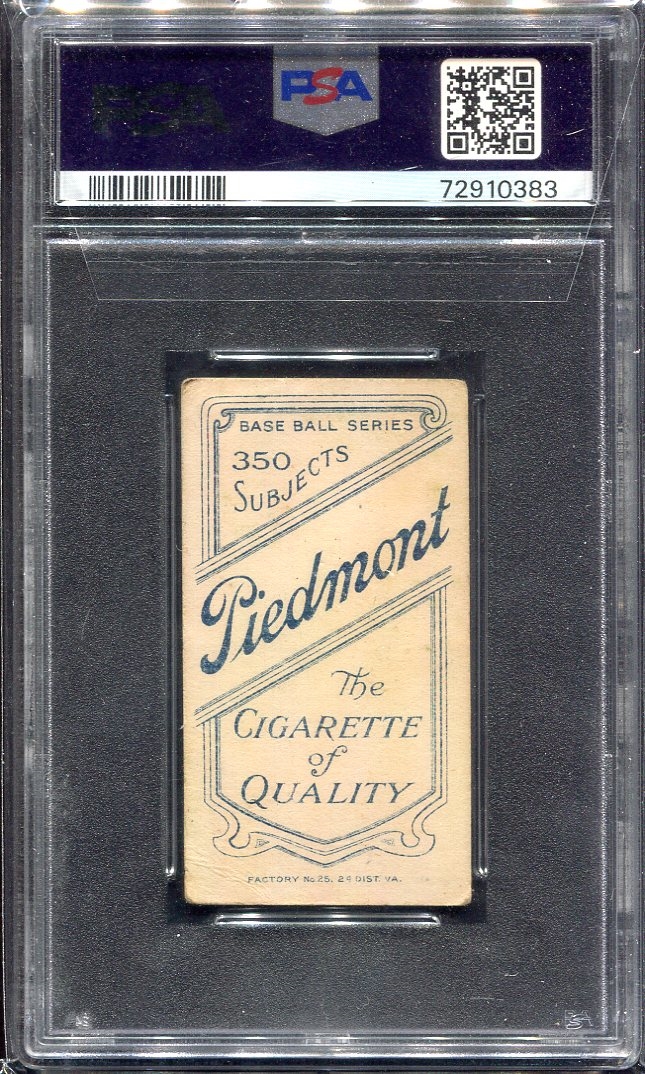 PSA
PSA
72910383
BASE BALL SERIES
350
SUBJECTS
Piedmont
The
CIGARETTE
of
QUALITY
FACTORY No 25, 2d DIST. VA.
PSA